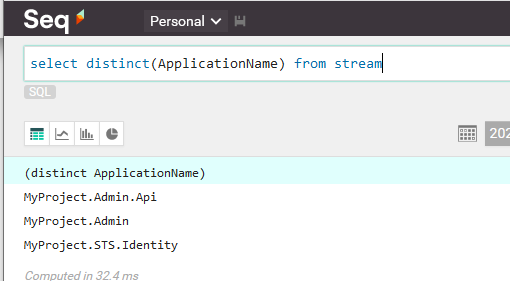 Seq Personal
select distinct(ApplicationName) from stream
SQL
202
(distinct ApplicationName)
MyProject.Admin.Api
MyProject.Admin
MyProject.STS.Identity
Computed in 32.4 ms